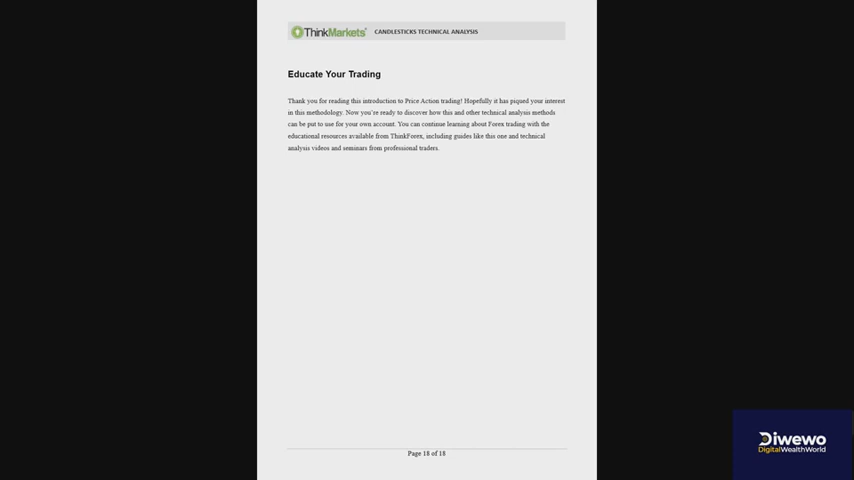 ThinkMarkets CANDLESTICKS TECHNICAL ANALYSIS
Educate Your Trading
Thank you for reading this introduction to Price Action trading! Hopefully it has piqued your interest
in this methodology. Now you're ready to discover how this and other technical analysis methods
can be put to use for your own account. You can continue learning about Forex trading with the
educational resources available from ThinkForex, including guides like this one and technical
analysis videos and seminars from professional traders.
Page 18 of 18
Diwewo
DigitalWealthWorld